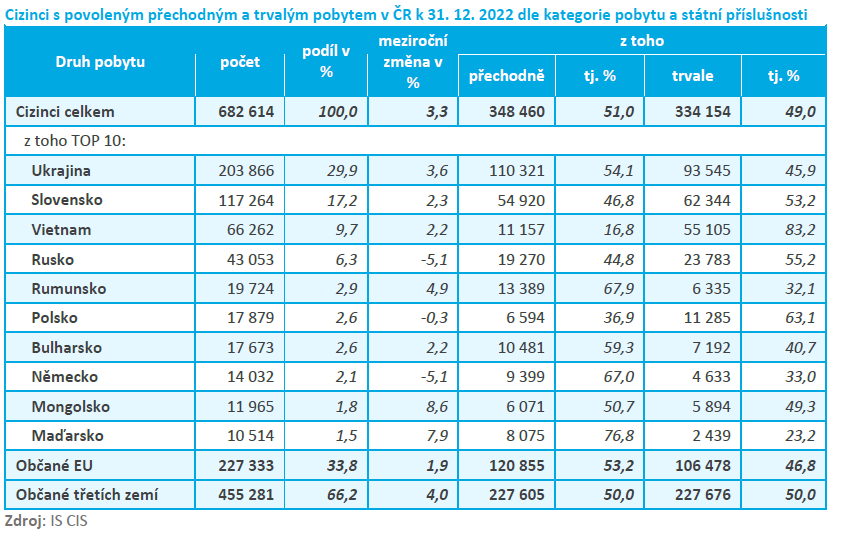 Cizinci s povoleným přechodným a trvalým pobytem v ČR k 31. 12. 2022 dle kategorie pobytu a státní příslušnosti
Druh pobytu počet podíl v % meziroční změna v % z toho
přechodně tj. % trvale tj. %
Cizinci celkem 682 614 100,0 3,3 348 460 51,0 334 154 49,0
z toho TOP 10:
Ukrajina 203 866 29,9 3,6 110 321 54,1 93 545 45,9
Slovensko 117 264 17,2 2,3 54 920 46,8 62 344 53,2
Vietnam 66 262 9,7 2,2 11 157 16,8 55 105 83,2
Rusko 43 053 6,3 -5,1 19 270 44,8 23 783 55,2
Rumunsko 19 724 2,9 4,9 13 389 67,9 6 335 32,1
Polsko 17 879 2,6 -0,3 6 594 36,9 11 285 63,1
Bulharsko 17 673 2,6 2,2 10 481 59,3 7 192 40,7
Německo 14 032 2,1 -5,1 9 399 67,0 4 633 33,0
Mongolsko 11 965 1,8 8,6 6 071 50,7 5 894 49,3
Maďarsko 10 514 1,5 7,9 8 075 76,8 2 439 23,2
Občané EU 227 333 33,8 1,9 120 855 53,2 106 478 46,8
Občané třetích zemí 455 281 66,2 4,0 227 605 50,0 227 676 50,0
Zdroj: IS CIS